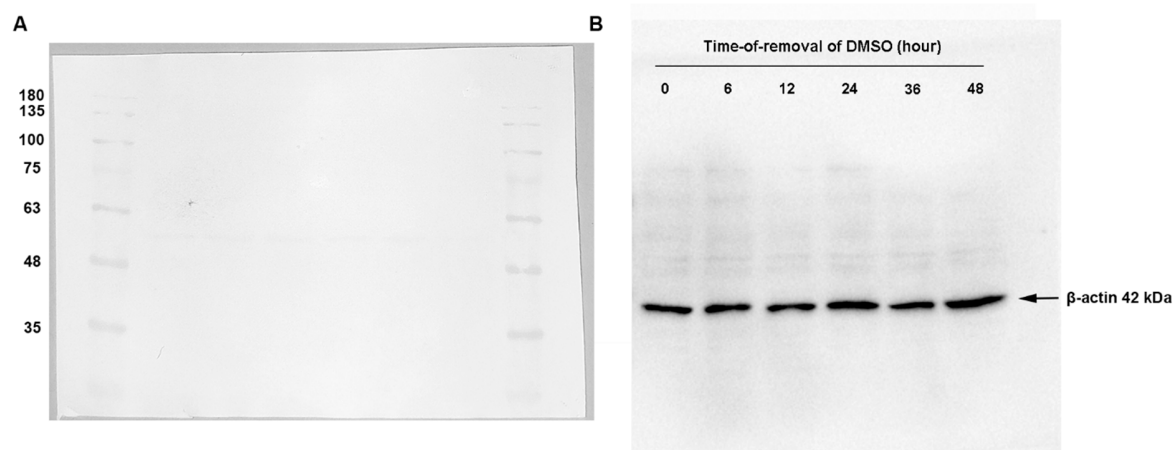 A
180
135
100
75
63
48
35
B
Time-of-removal of DMSO (hour)
0 6 12 24 36 48
β-actin 42 kDa